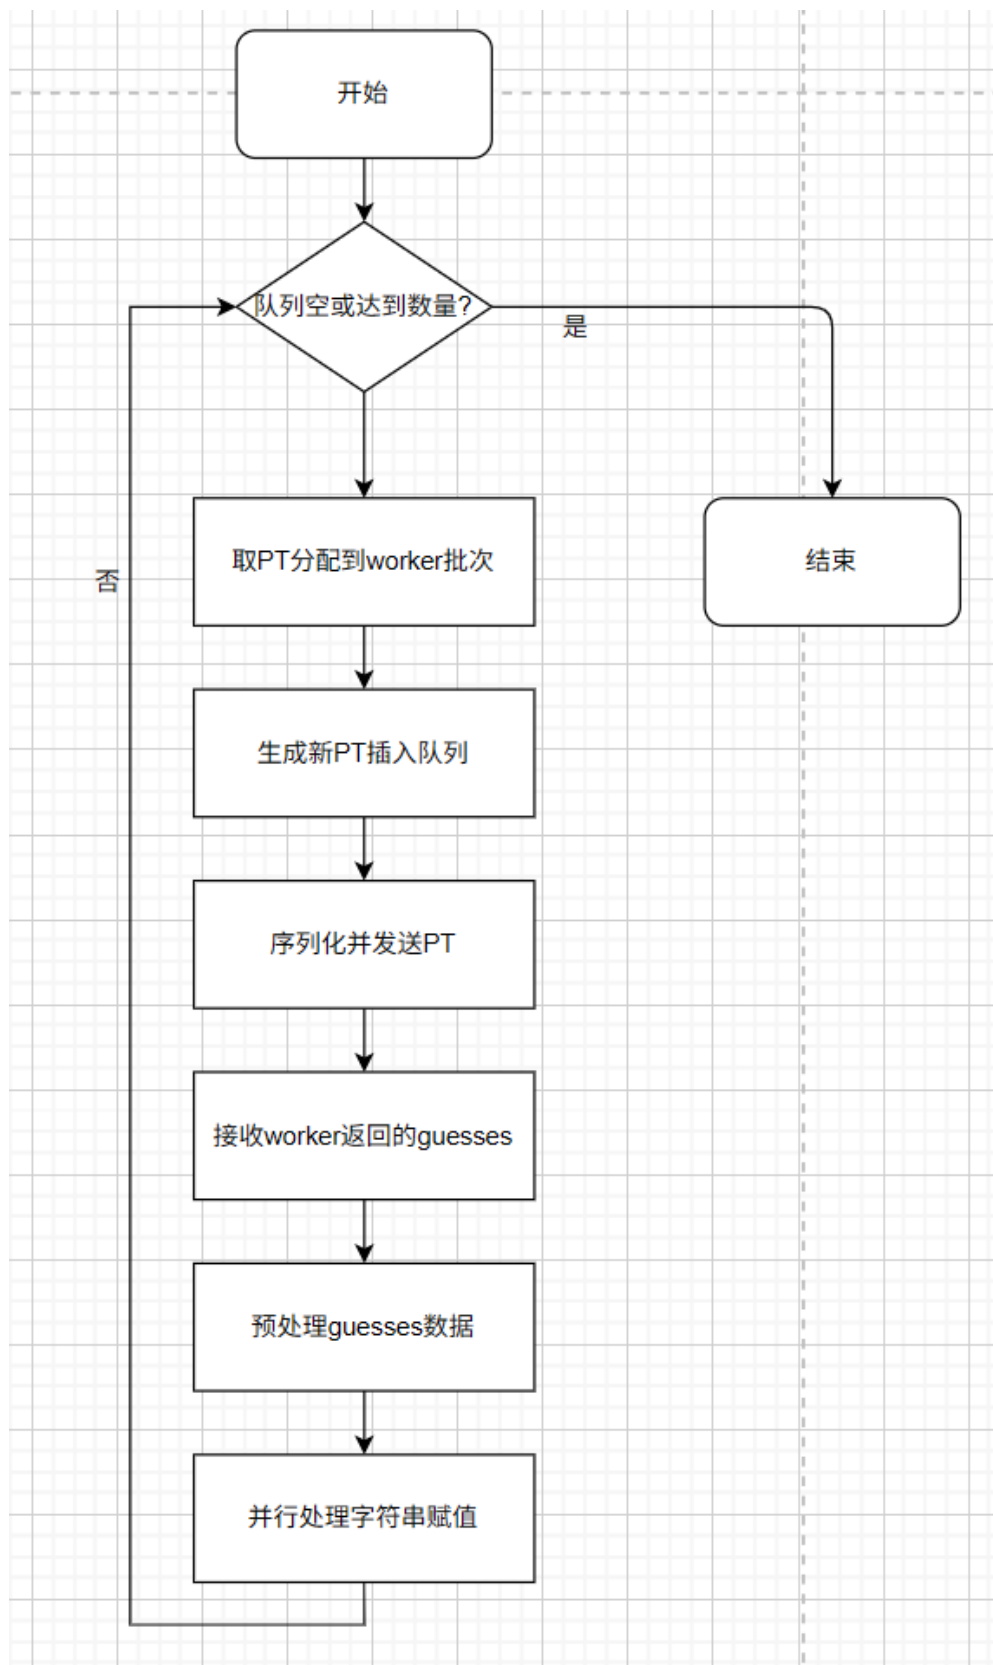 开始
队列空或达到数量?
是
取PT分配到worker批次
结束
否
生成新PT插入队列
序列化并发送PT
接收worker返回的guesses
预处理guesses数据
并行处理字符串赋值